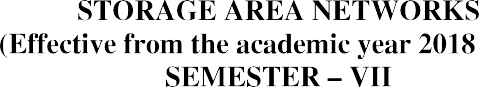 STORAGE AREA NETWORKS
(Effective from the academic year 2018
SEMESTER – VII